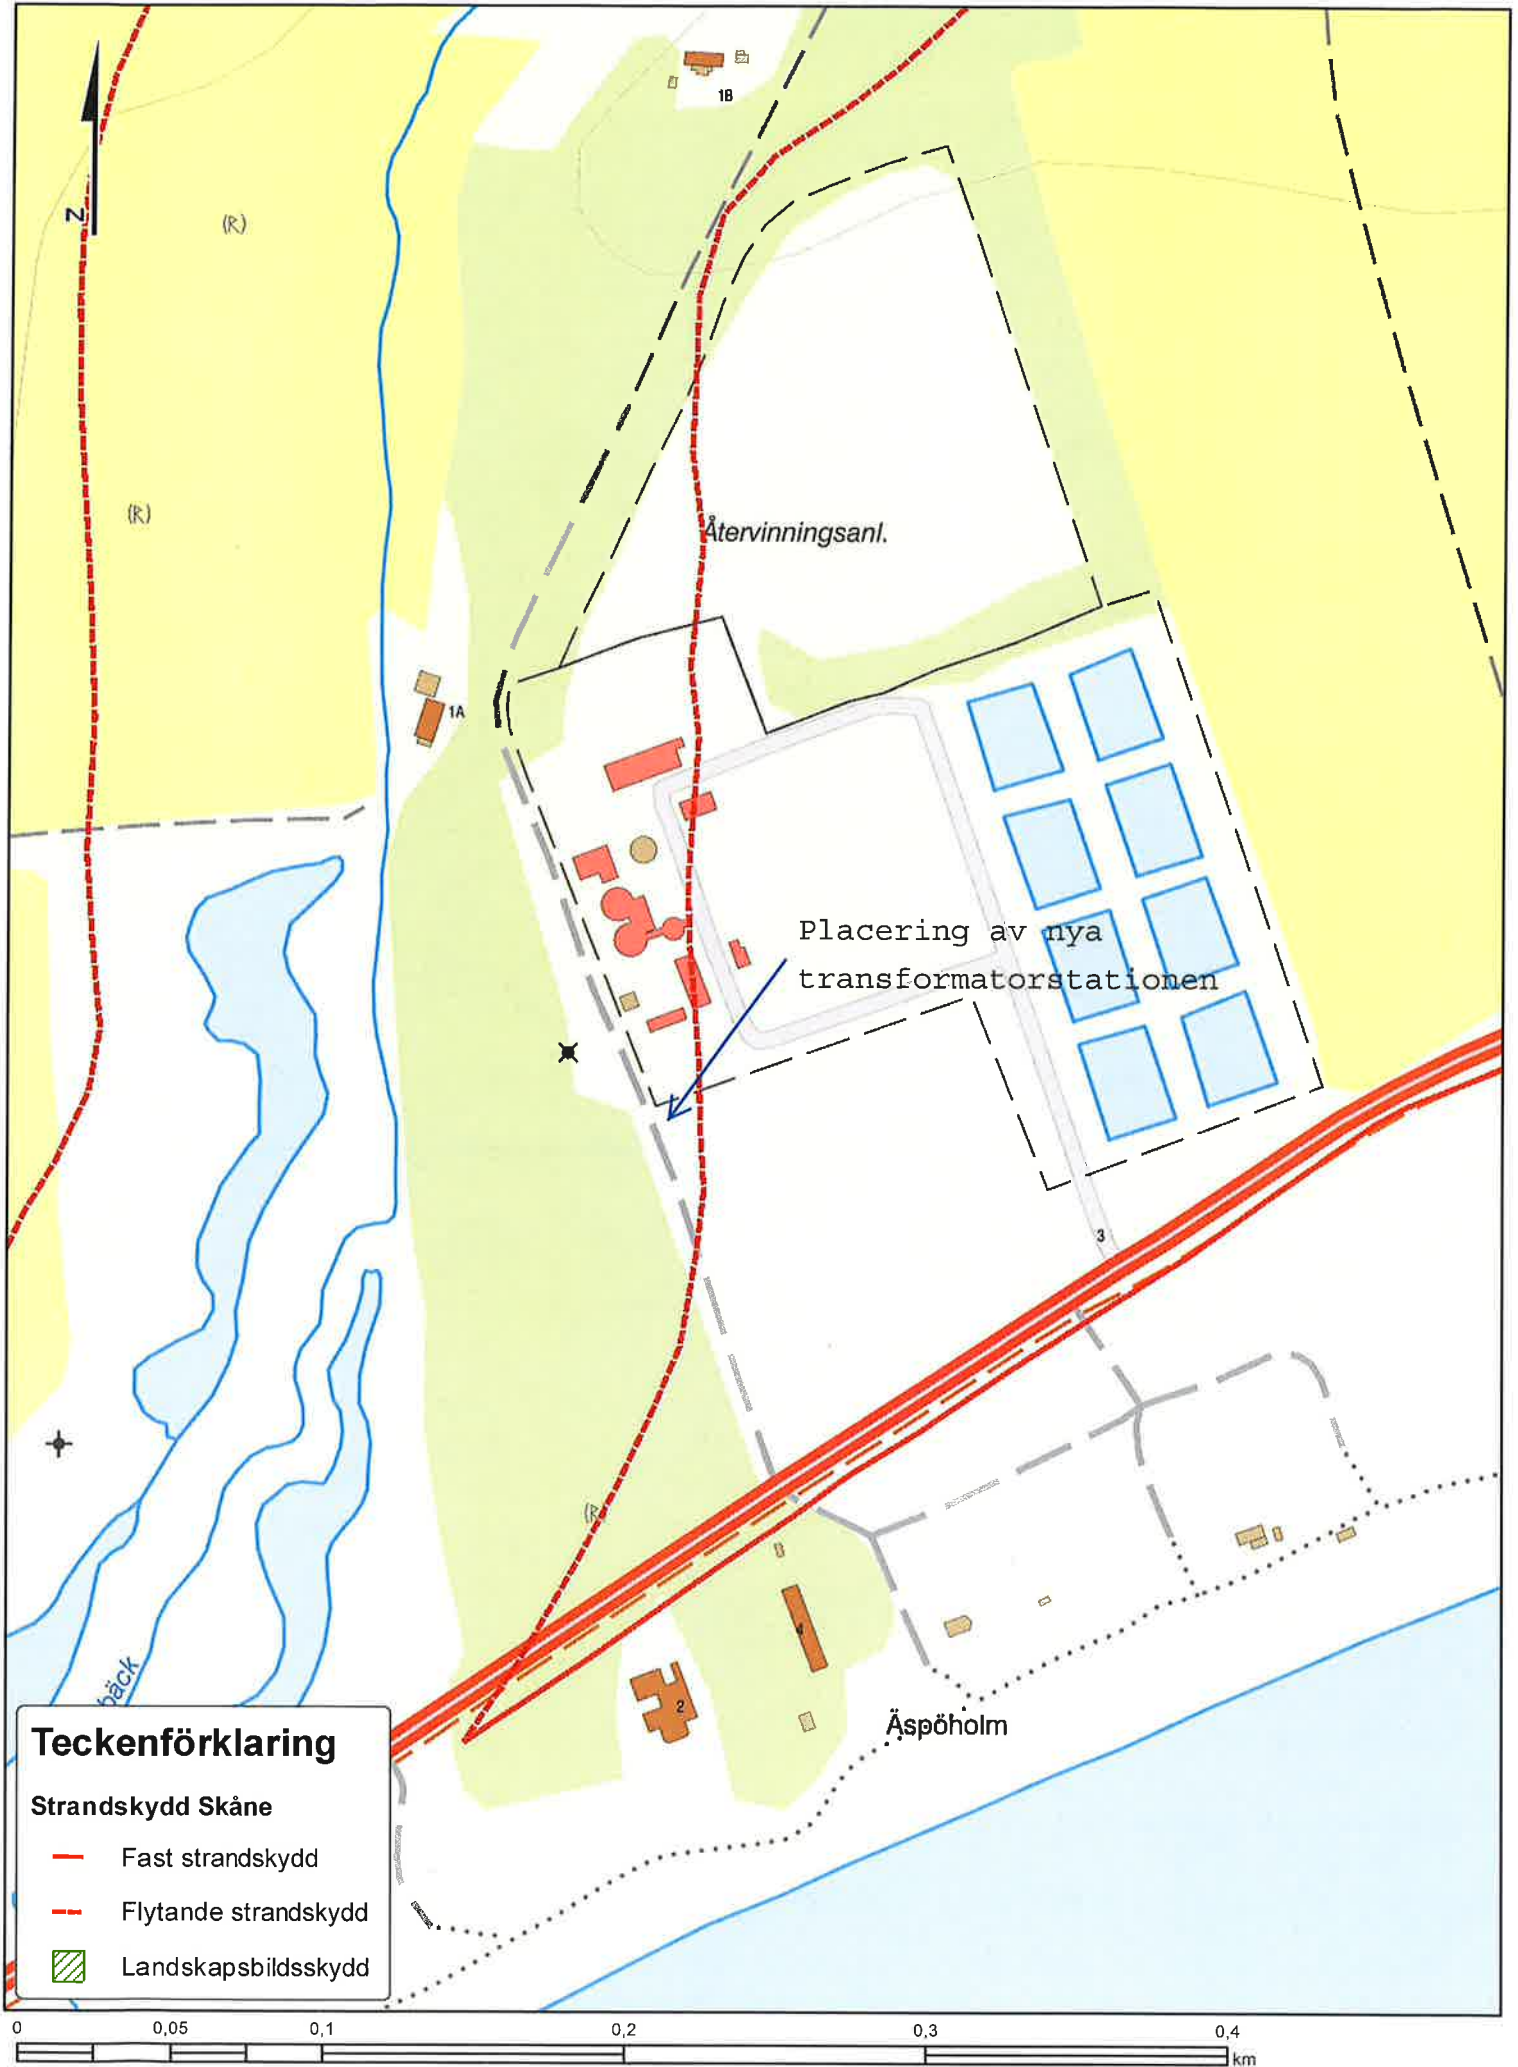 1B
N
(R)
(R)
Återvinningsanl.
1A
Placering av nya
transformatorstationen
3
(R
4
2
Äspöholm
bäck
Teckenförklaring
Strandskydd Skåne
Fast strandskydd
Flytande strandskydd
Landskapsbildsskydd
0 0,05 0,1 0,2 0,3 0,4
km